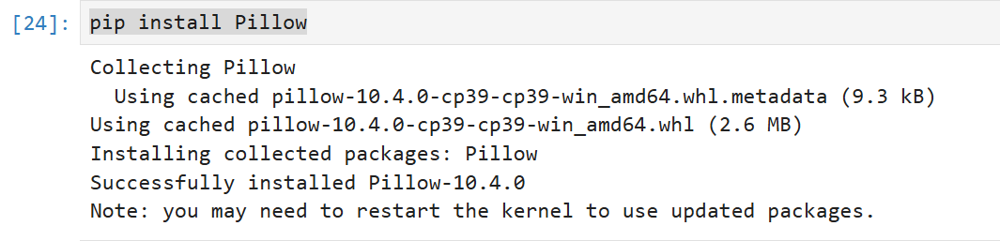 [24]: pip install Pillow
Collecting Pillow
  Using cached pillow-10.4.0-cp39-cp39-win_amd64.whl.metadata (9.3 kB)
Using cached pillow-10.4.0-cp39-cp39-win_amd64.whl (2.6 MB)
Installing collected packages: Pillow
Successfully installed Pillow-10.4.0
Note: you may need to restart the kernel to use updated packages.